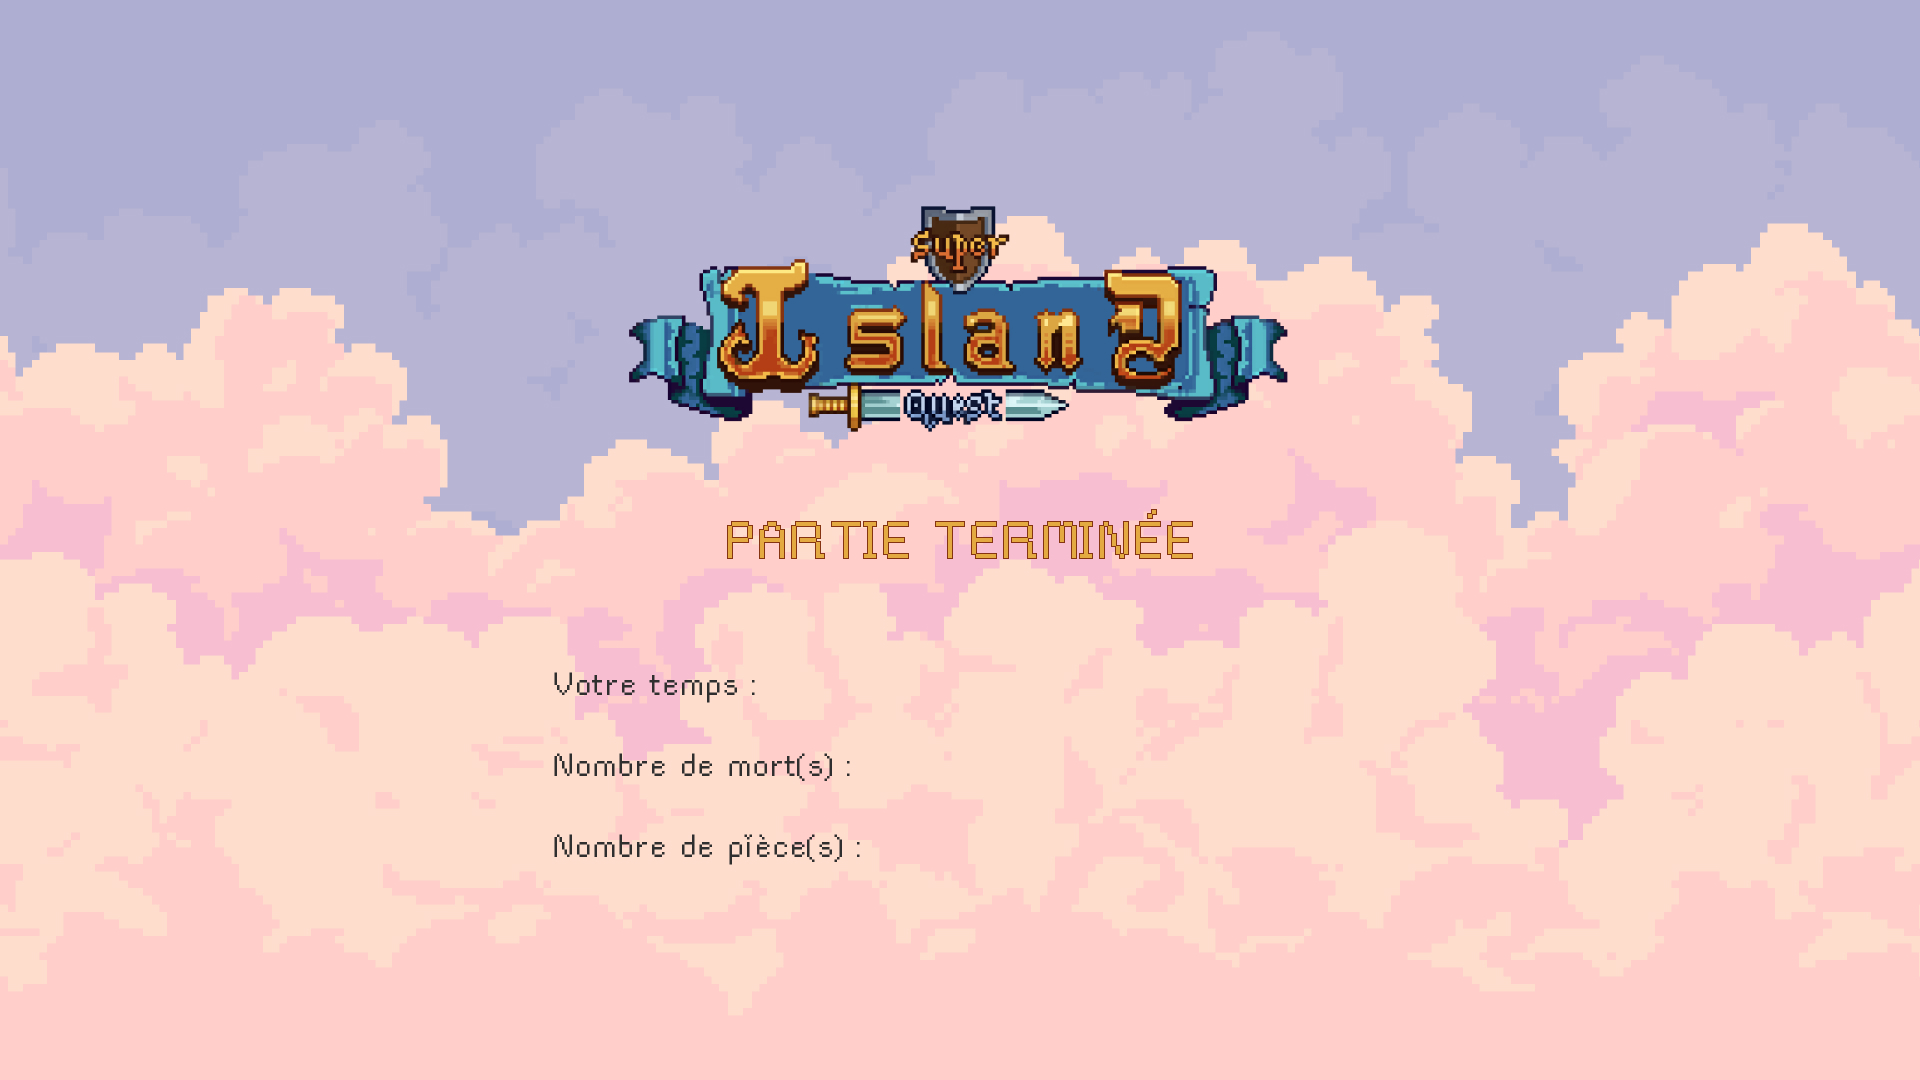 Super
Island
Quest
PARTIE TERMINÉE
Votre temps :
Nombre de mort(s) :
Nombre de pièce(s) :